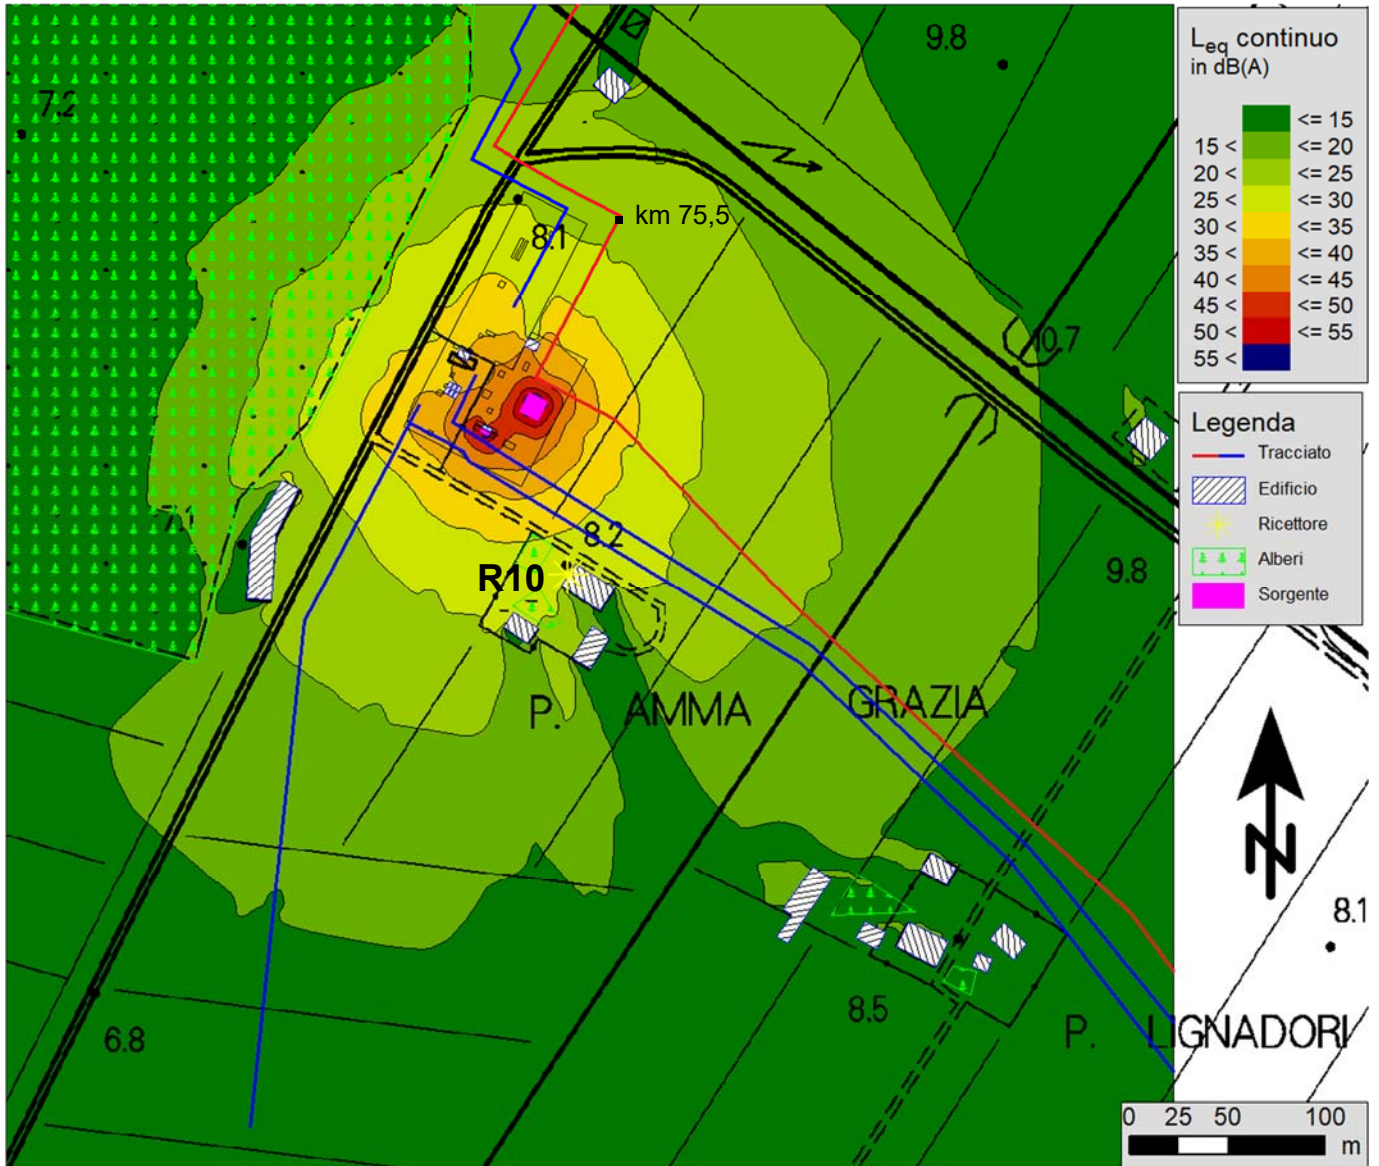 9.8
7.2
km 75,5
8.1
10.7
8.2
R10
9.8
P. AMMA GRAZIA
8.5
6.8
P. LIGNADORI
8.1
Leq continuo
in dB(A)
<= 15
15 < <= 20
20 < <= 25
25 < <= 30
30 < <= 35
35 < <= 40
40 < <= 45
45 < <= 50
50 < <= 55
55 <
Legenda
Tracciato
Edificio
Ricettore
Alberi
Sorgente
N
0 25 50 100
m